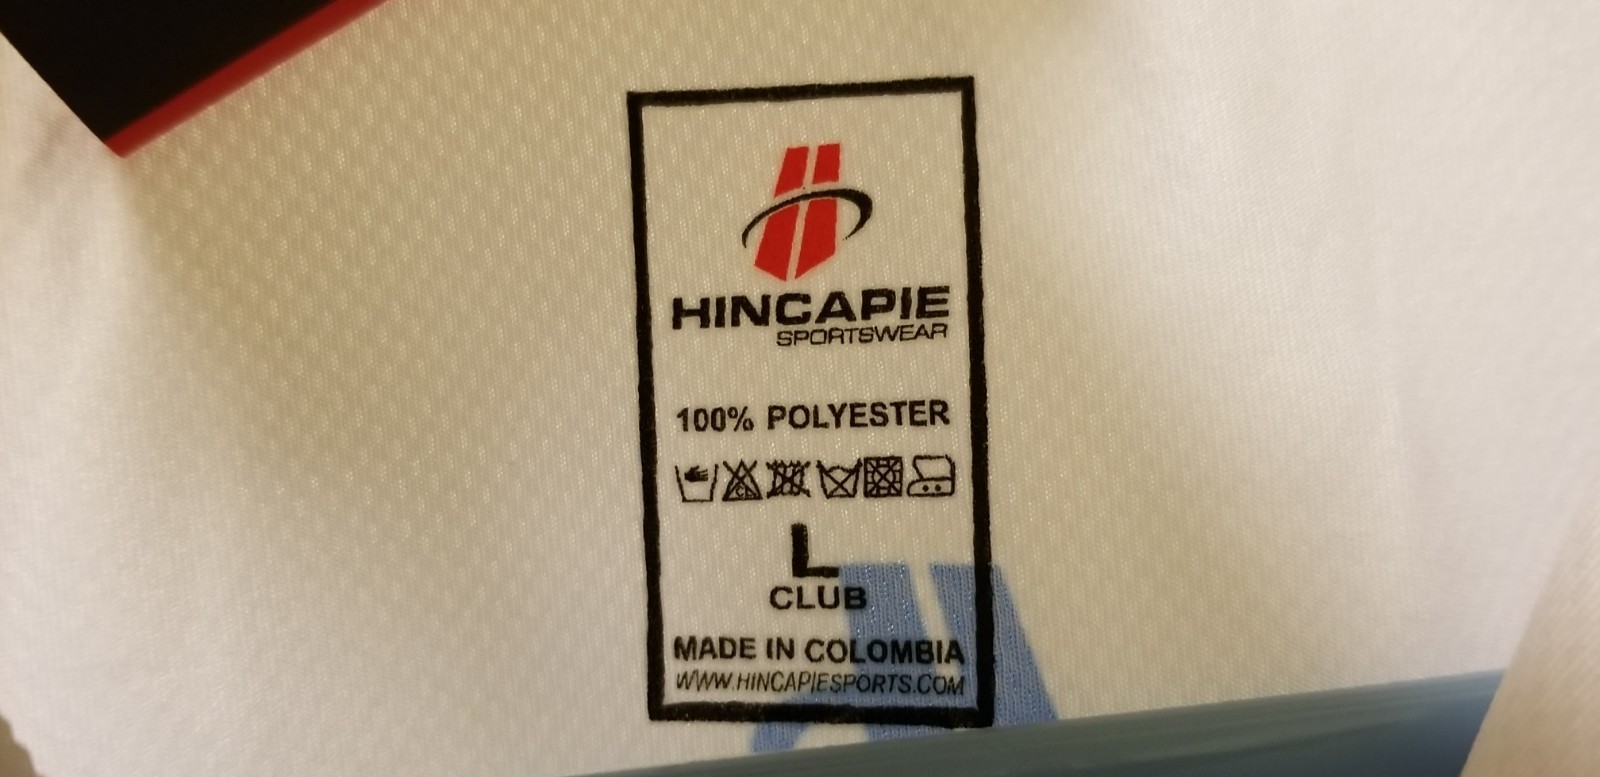 HINCAPIE
SPORTSWEAR
100% POLYESTER
L
CLUB
MADE IN COLOMBIA
WWW.HINCAPIESPORTS.COM